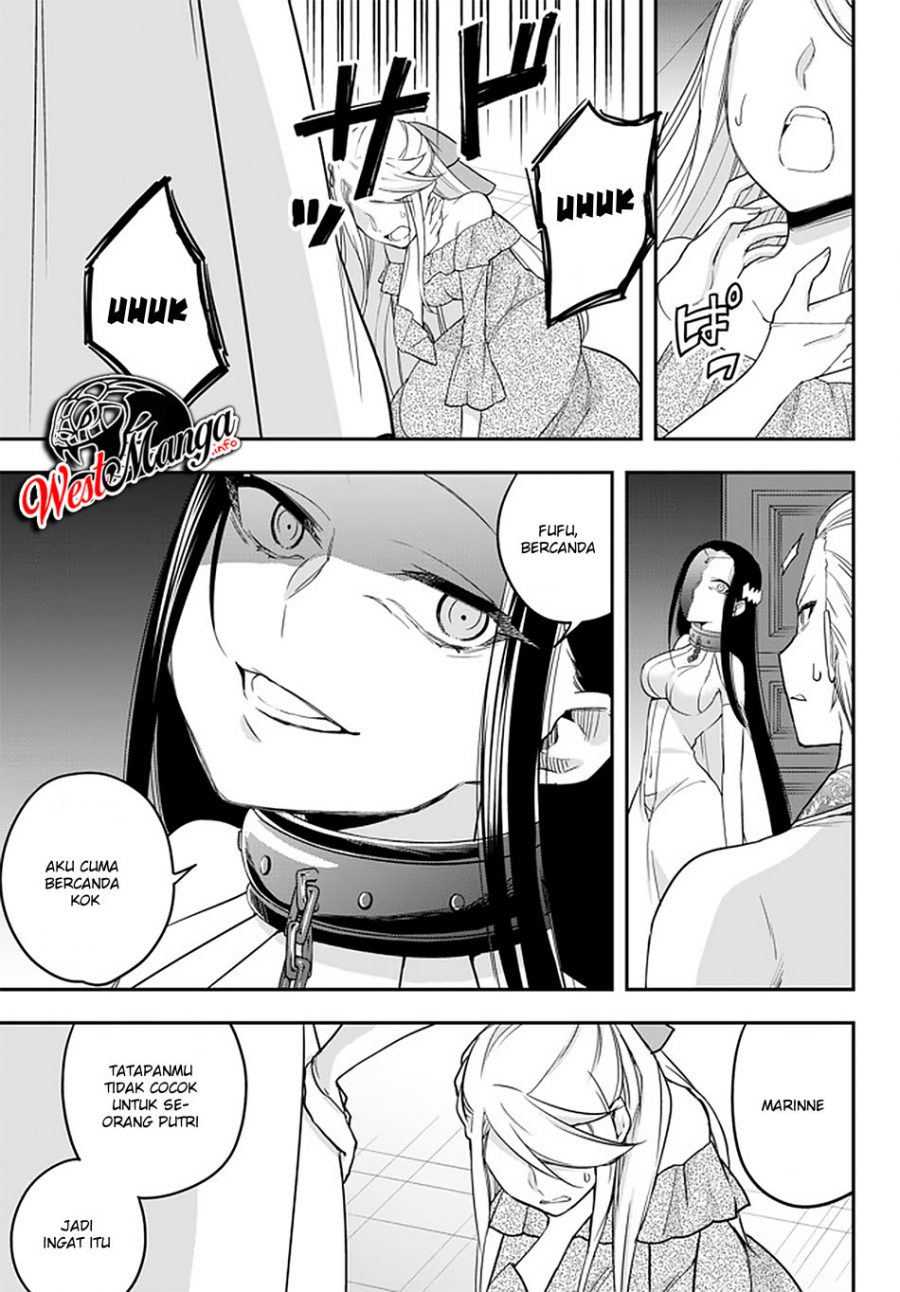 ぱっ
ドサッ
UHUK
UHUK
WestManga
.info
FUFU,
BERCANDA
AKU CUMA
BERCANDA
KOK
MARINNE
TATAPANMU
TIDAK COCOK
UNTUK SE-
ORANG PUTRI
JADI
INGAT ITU